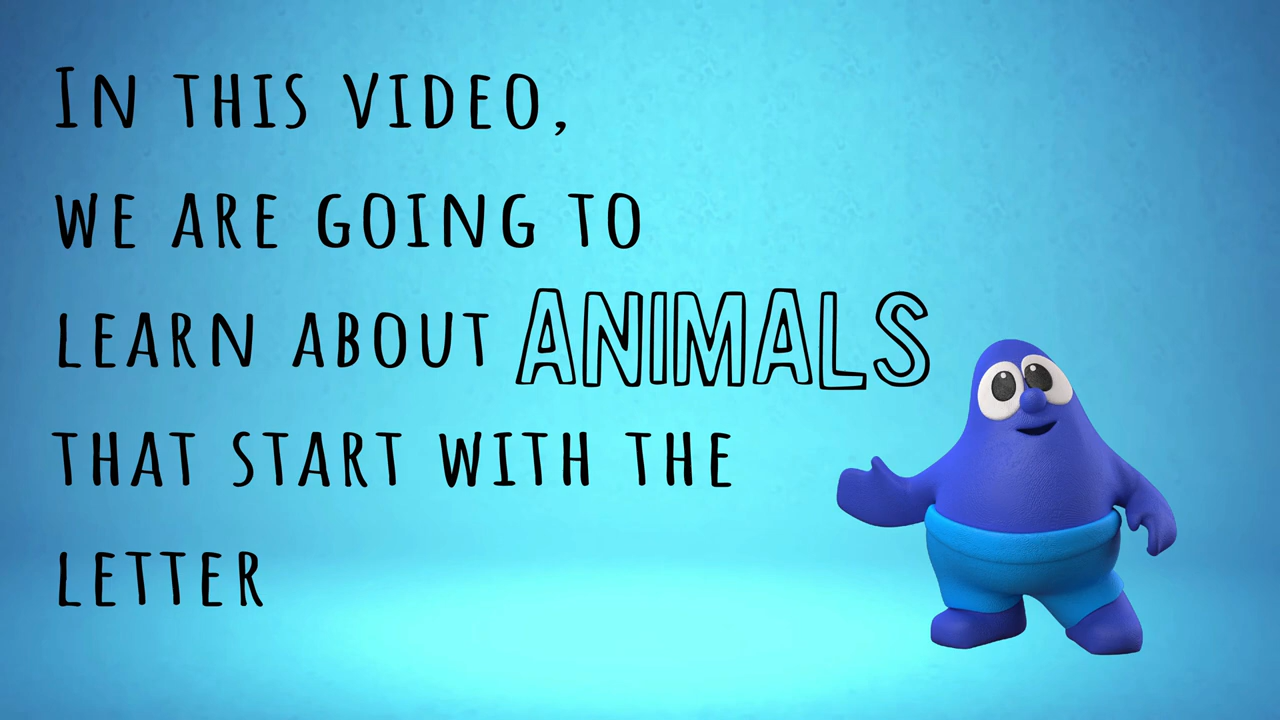 In this video,
we are going to
learn about ANIMALS
that start with the
letter